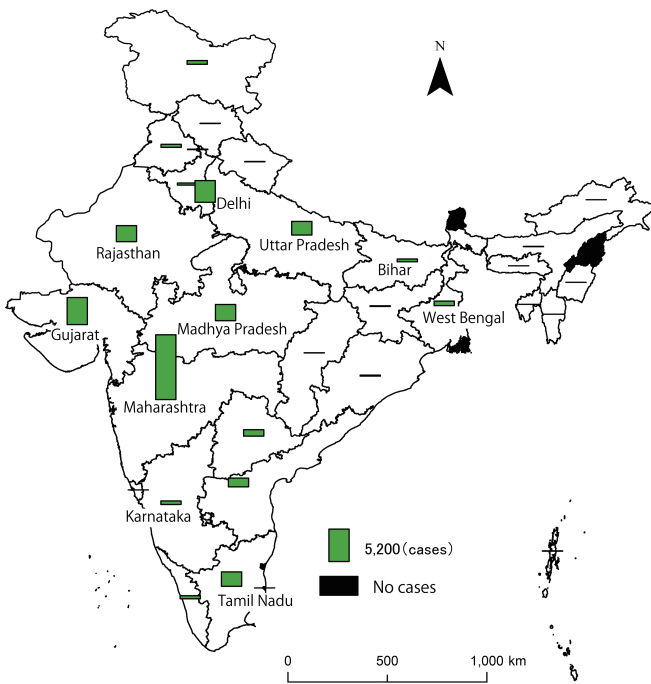 N
Delhi
Rajasthan
Uttar Pradesh
Bihar
Gujarat
Madhya Pradesh
West Bengal
Maharashtra
Karnataka
Tamil Nadu
5,200(cases)
No cases
0 500 1,000 km